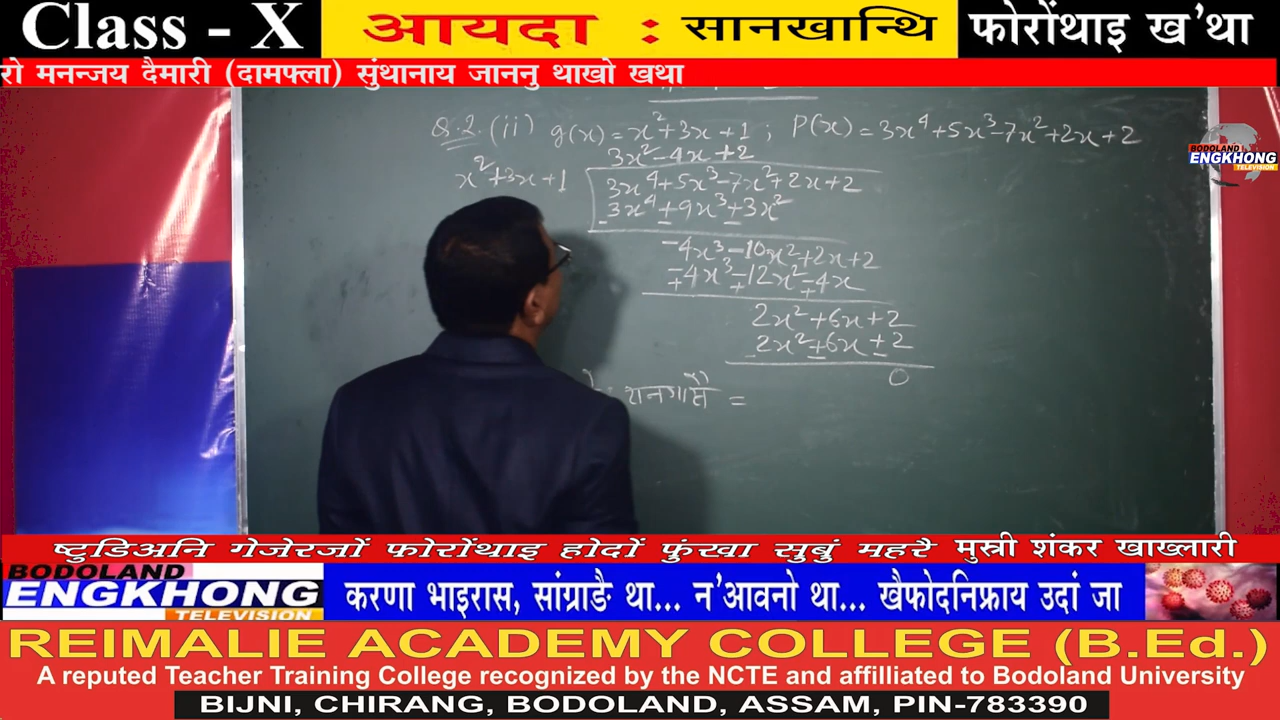 Class - X
आयदा : सानखान्थि
फोरोंथाइ ख'था
रो मनन्जय दैमारी (दामफ्ला) सुंथानाय जाननु थाखो खथा
Q.2. (ii) g(x) = x²+3x+1 ; P(x) = 3x⁴+5x³-7x²+2x+2
3x²-4x+2
x²+3x+1
3x⁴+5x³-7x²+2x+2
3x⁴+9x³+3x²
- - -
-4x³-10x²+2x+2
-4x³-12x²-4x
+ + +
2x²+6x+2
2x²+6x+2
- - -
0
=
BODOLAND
ENGKHONG
TELEVISION
ष्टुडिअनि गेजेरजों फोरोंथाइ होदों फुंखा सुबुं महरै मुस्री शंकर खाख्लारी
BODOLAND
ENGKHONG
TELEVISION
करणा भाइरास, सांग्राङै था... न'आवनो था... खैफोदनिफ्राय उदां जा
REIMALIE ACADEMY COLLEGE (B.Ed.)
A reputed Teacher Training College recognized by the NCTE and affilliated to Bodoland University
BIJNI, CHIRANG, BODOLAND, ASSAM, PIN-783390